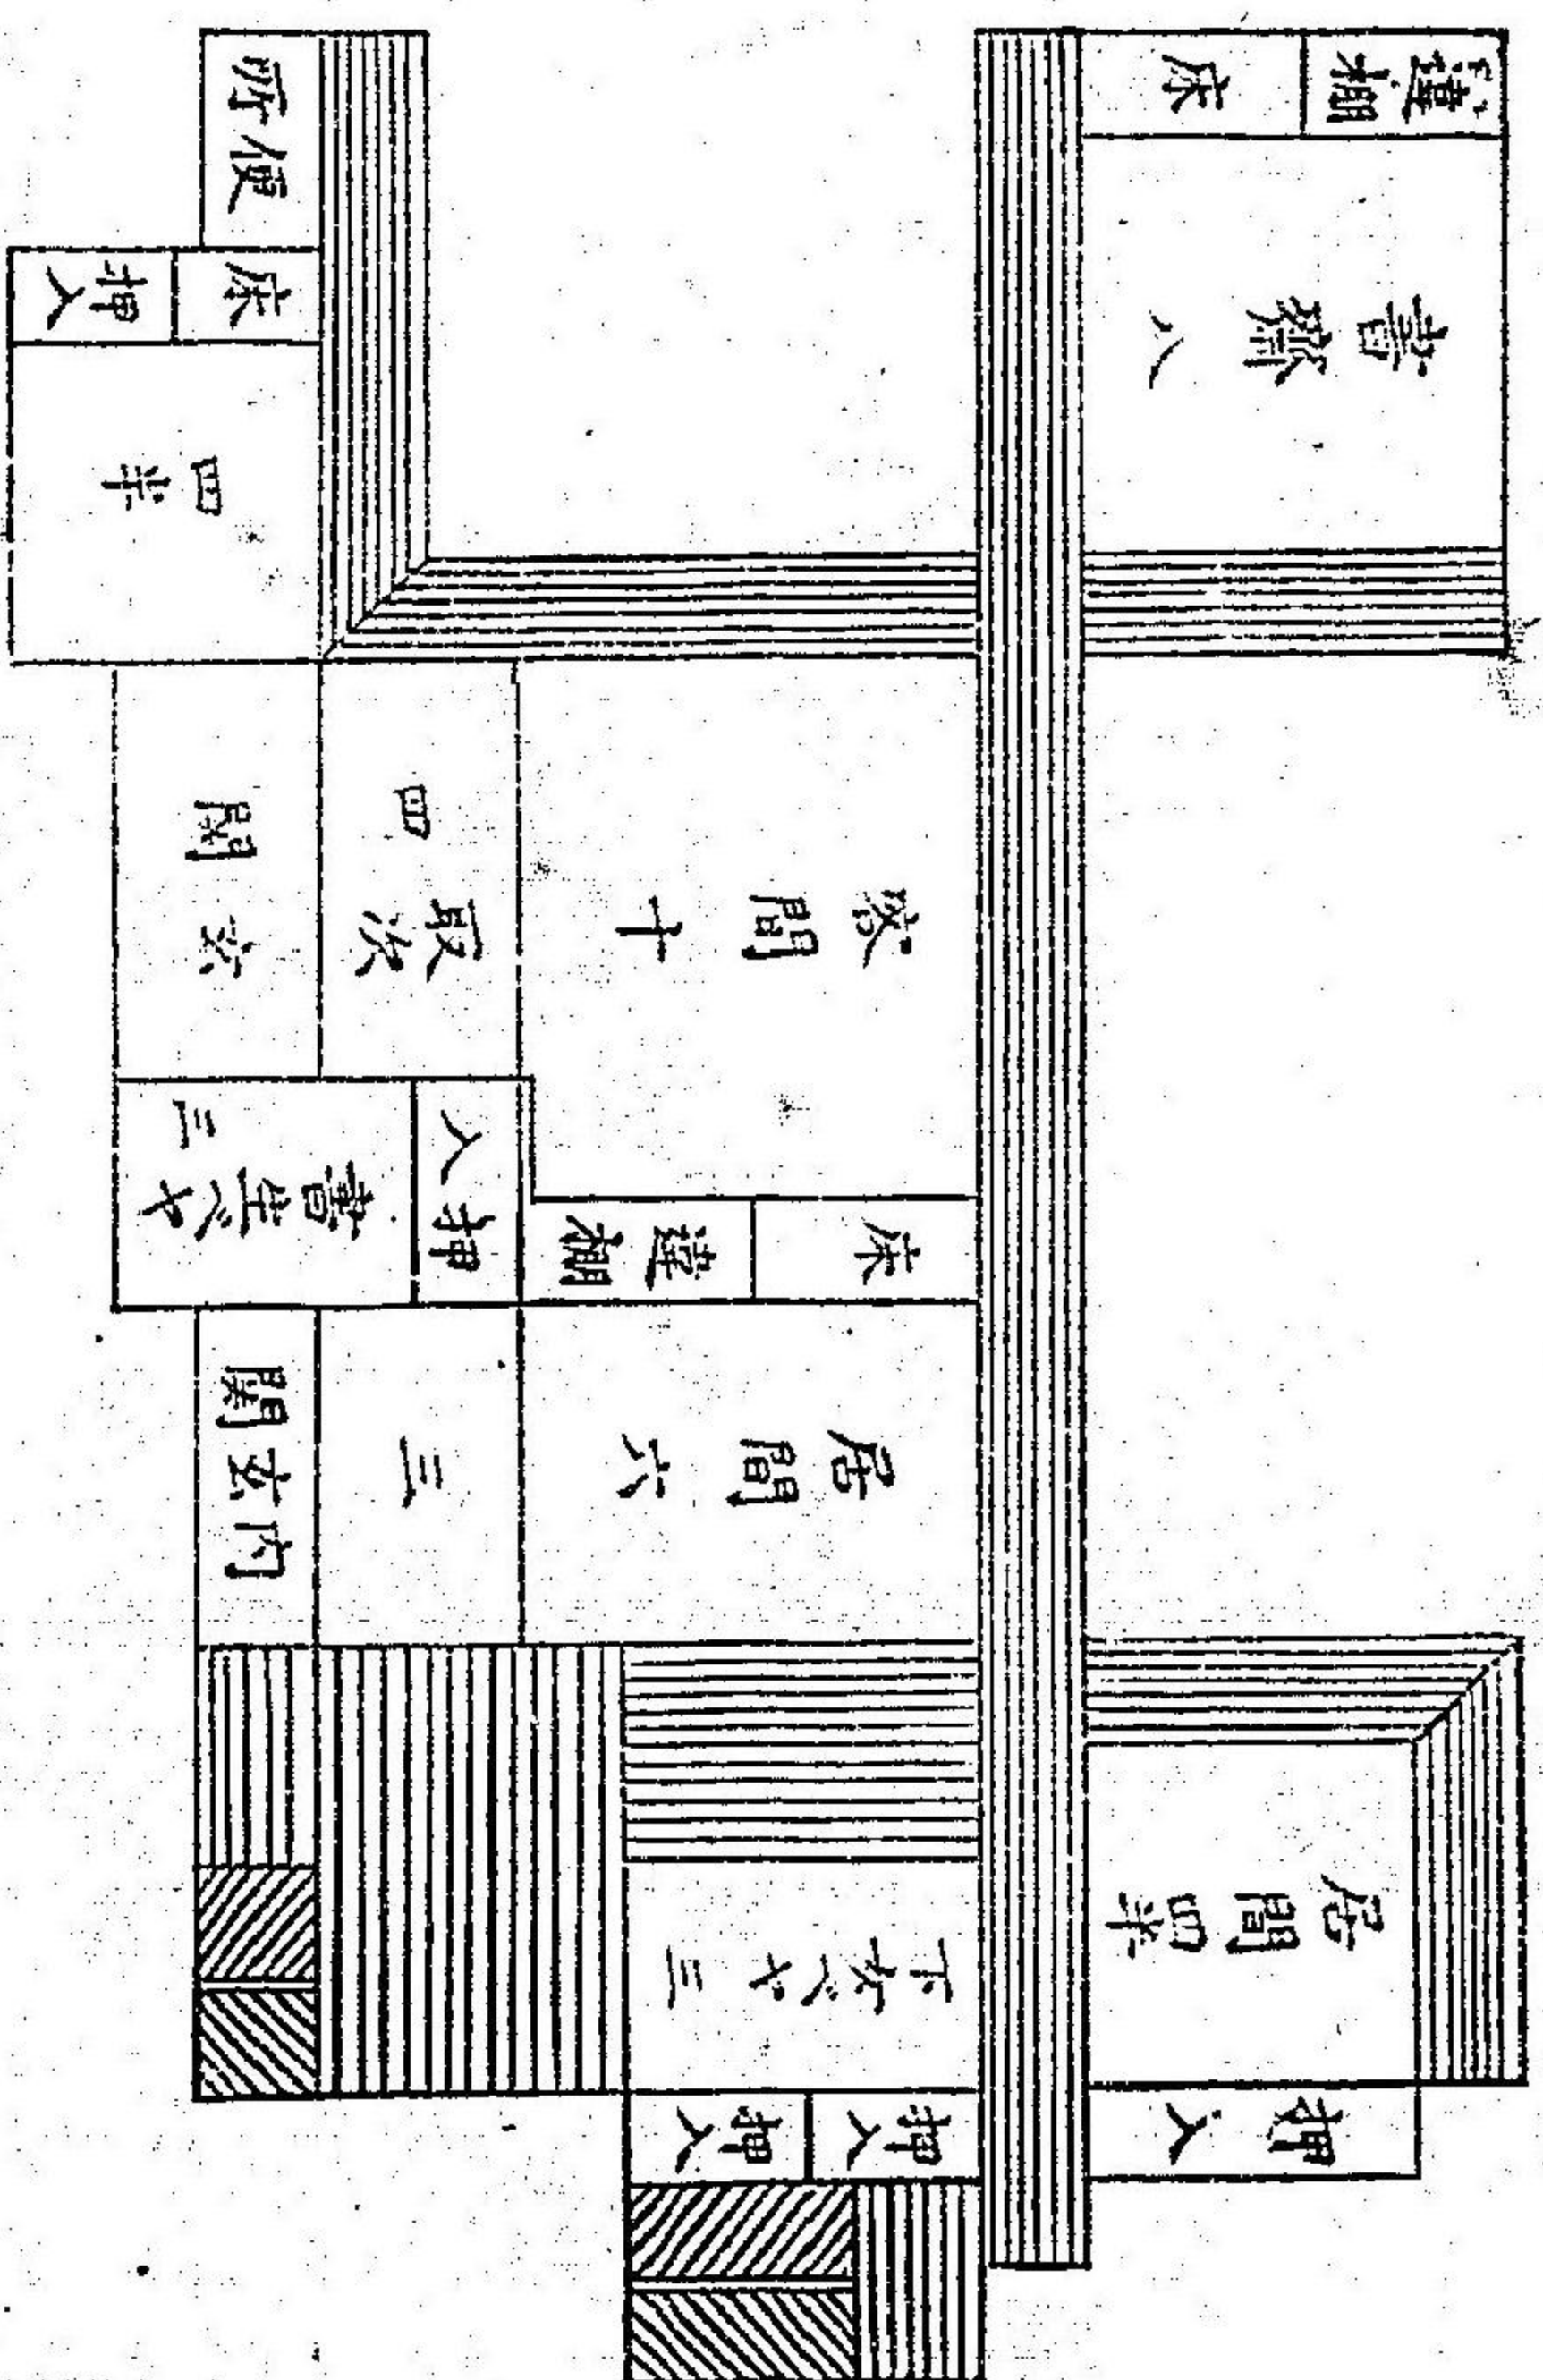 違棚
床
書齋
八
居間
四半
押入
客間
十
床
違棚
居間
六
下女ベヤ
三
押入
押入
取次
四
押入
書生ベヤ
三
三
便所
床
押入
四半
玄関
内玄関